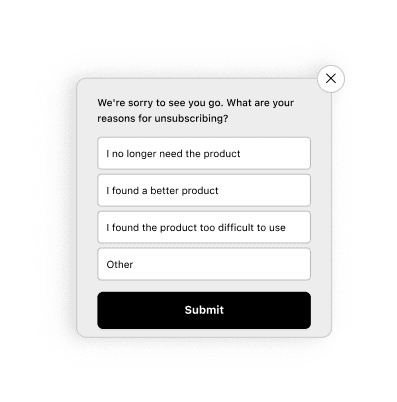 We're sorry to see you go. What are your
reasons for unsubscribing?
I no longer need the product
I found a better product
I found the product too difficult to use
Other
Submit